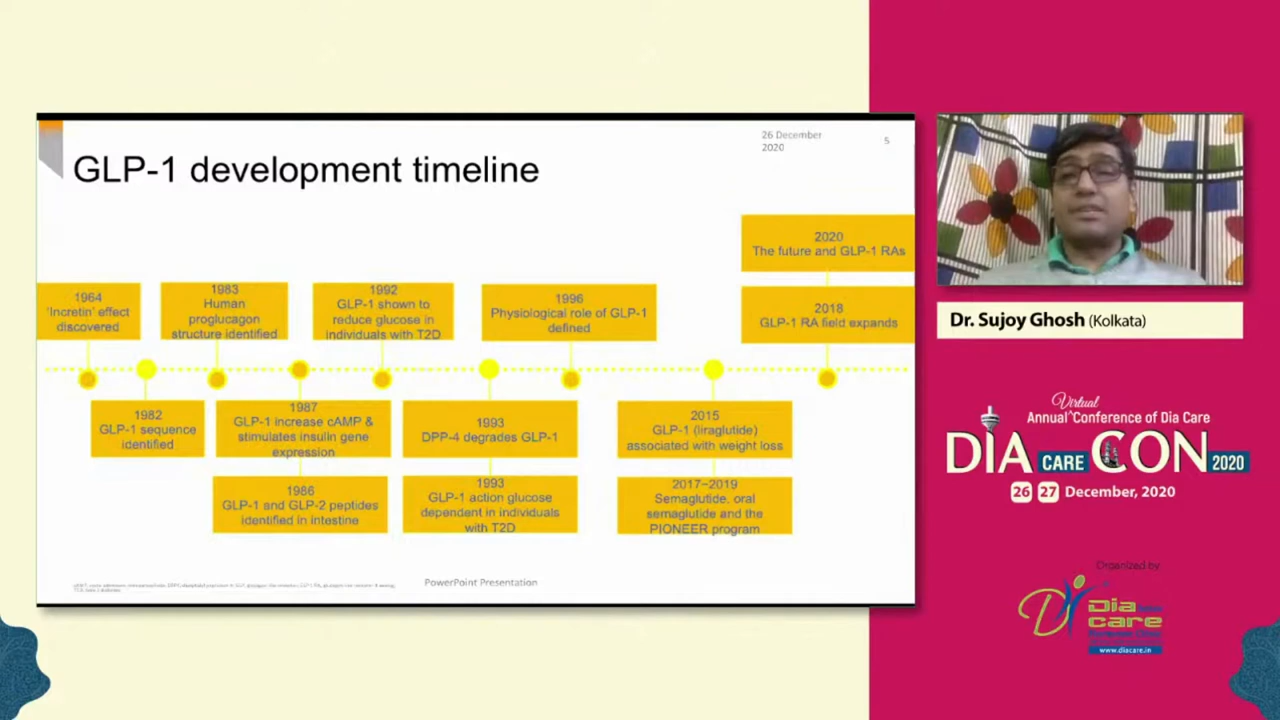 26 December
2020
5
GLP-1 development timeline
2020
The future and GLP-1 RAs
1964
'Incretin' effect
discovered
1983
Human
proglucagon
structure identified
1992
GLP-1 shown to
reduce glucose in
individuals with T2D
1996
Physiological role of GLP-1
defined
2018
GLP-1 RA field expands
1982
GLP-1 sequence
identified
1987
GLP-1 increase cAMP &
stimulates insulin gene
expression
1993
DPP-4 degrades GLP-1
2015
GLP-1 (liraglutide)
associated with weight loss
1986
GLP-1 and GLP-2 peptides
identified in intestine
1993
GLP-1 action glucose
dependent in individuals
with T2D
2017–2019
Semaglutide, oral
semaglutide and the
PIONEER program
PowerPoint Presentation
Dr. Sujoy Ghosh (Kolkata)
Virtual
Annual ^ Conference of Dia Care
DIA CARE CON 2020
26 27 December, 2020
Organized by
Dia
care
www.diacare.in